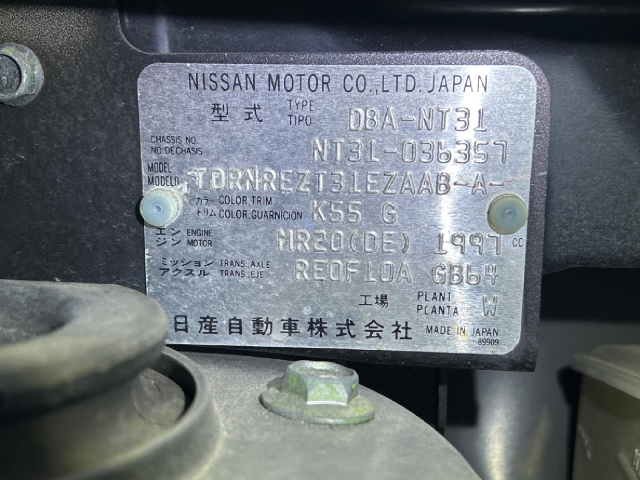 NISSAN MOTOR CO.,LTD.JAPAN
型式 TYPE TIPO DBA-NT31
CHASSIS NO. NO.DECHASIS NT31-036357
MODEL MODELO TDRNREZT31EZAAB-A-
カラー COLOR,TRIM トリム COLOR,GUARNICION K55 G
エンジン ENGINE MOTOR MR20(DE) 1997 CC
ミッション TRANS.,AXLE アクスル TRANS.,EJE RE0F10A GB64
工場 PLANT PLANTA W
日産自動車株式会社 MADE IN JAPAN
89909